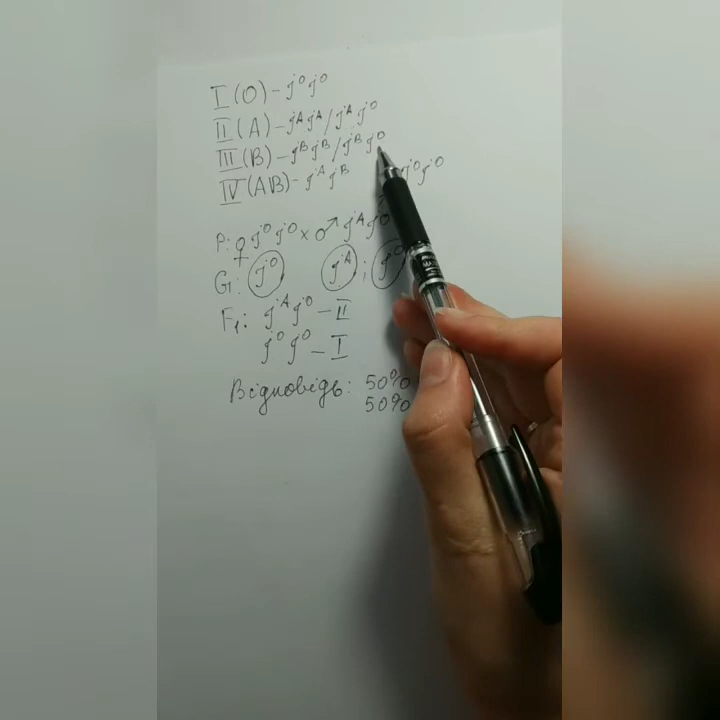 I (O) - j⁰j⁰
II (A) - jᴬjᴬ / jᴬj⁰
III (B) - jᴮjᴮ / jᴮj⁰
IV (AB) - jᴬjᴮ j⁰j⁰
P: ♀ j⁰j⁰ × ♂ jᴬj⁰
G: j⁰ jᴬ ; j⁰
F₁: jᴬj⁰ - II
j⁰j⁰ - I
Відповідь: 50%
50%